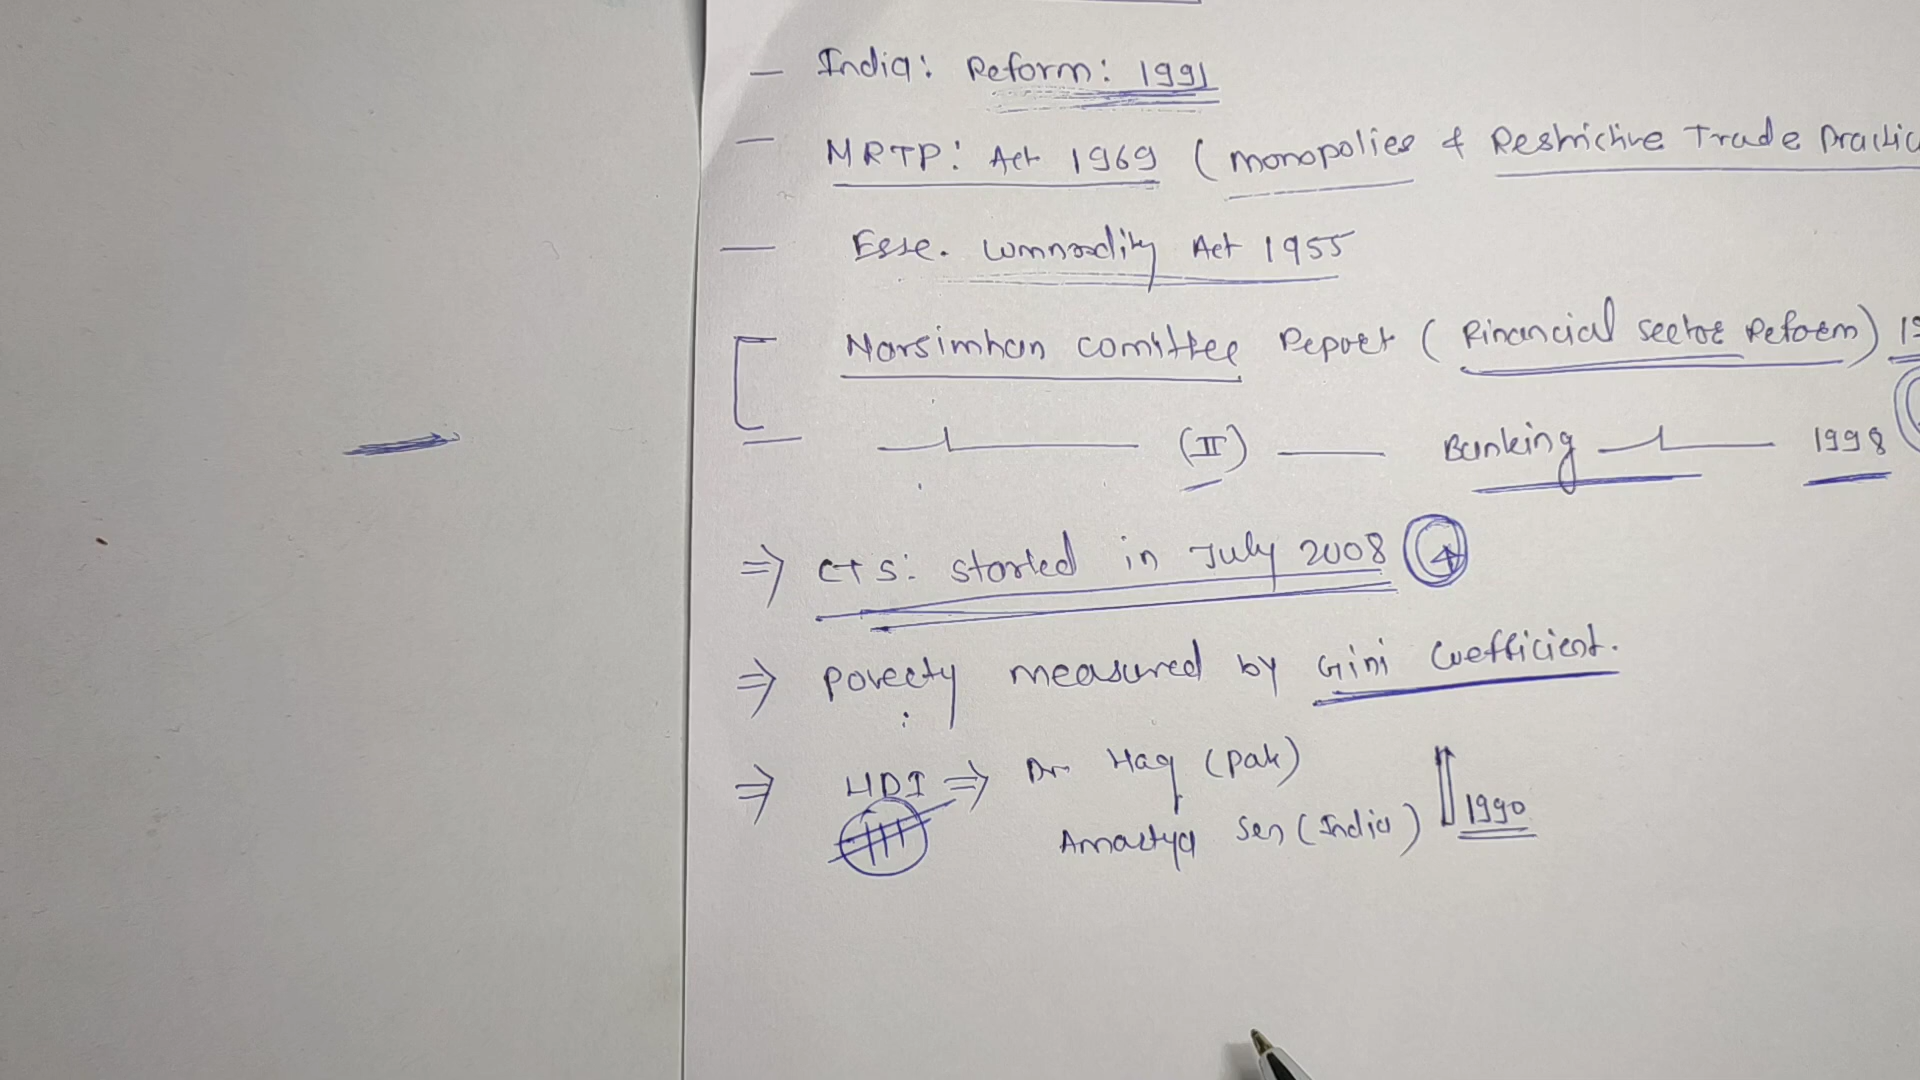 — India: Reform: 1991
— MRTP: Act 1969 (monopolies & Restrictive Trade Practic
— Esse. Commodity Act 1955
Narsimhan comittee Report (Financial sector Reform) 19
— " — (II) — Banking — " — 1998
⇒ CTS: started in July 2008
⇒ Poverty measured by Gini Coefficient.
⇒ HDI ⇒ Dr Haq (Pak)
Amartya Sen (India) 1990